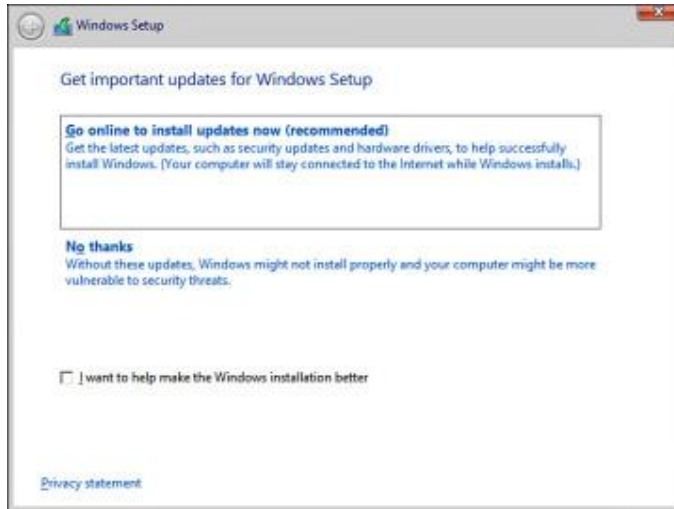 Windows Setup
Get important updates for Windows Setup
Go online to install updates now (recommended)
Get the latest updates, such as security updates and hardware drivers, to help successfully
install Windows. (Your computer will stay connected to the Internet while Windows installs.)
No thanks
Without these updates, Windows might not install properly and your computer might be more
vulnerable to security threats.
I want to help make the Windows installation better
Privacy statement